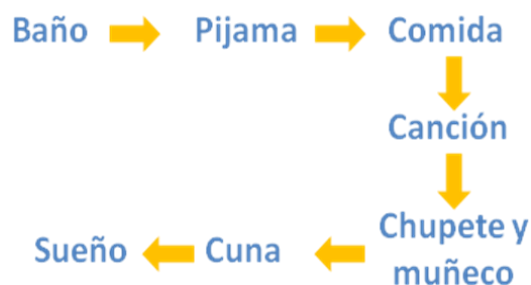 Baño
Pijama
Comida
Canción
Chupete y
muñeco
Cuna
Sueño